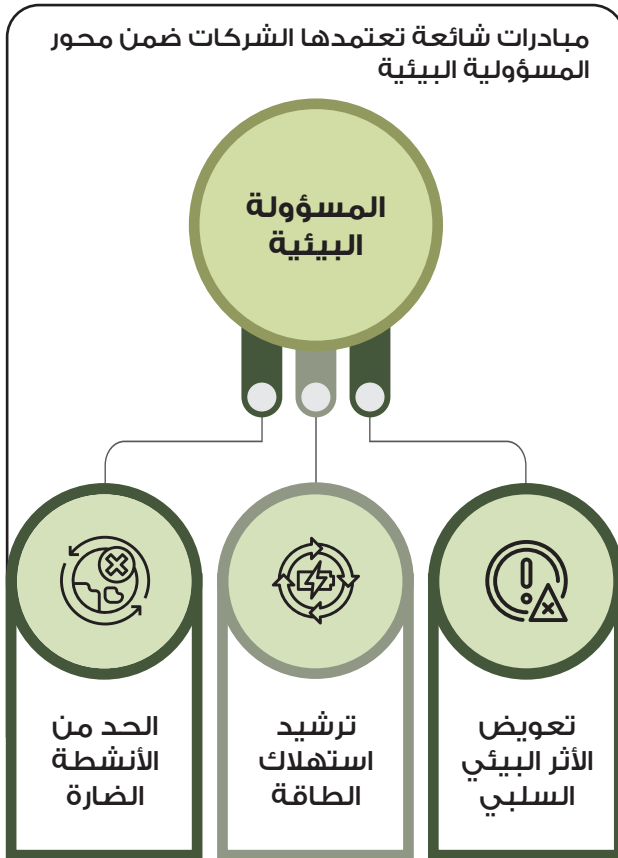 مبادرات شائعة تعتمدها الشركات ضمن محور
المسؤولية البيئية
المسؤولة
البيئية
تعويض
الأثر البيئي
السلبي
ترشيد
استهلاك
الطاقة
الحد من
الأنشطة
الضارة